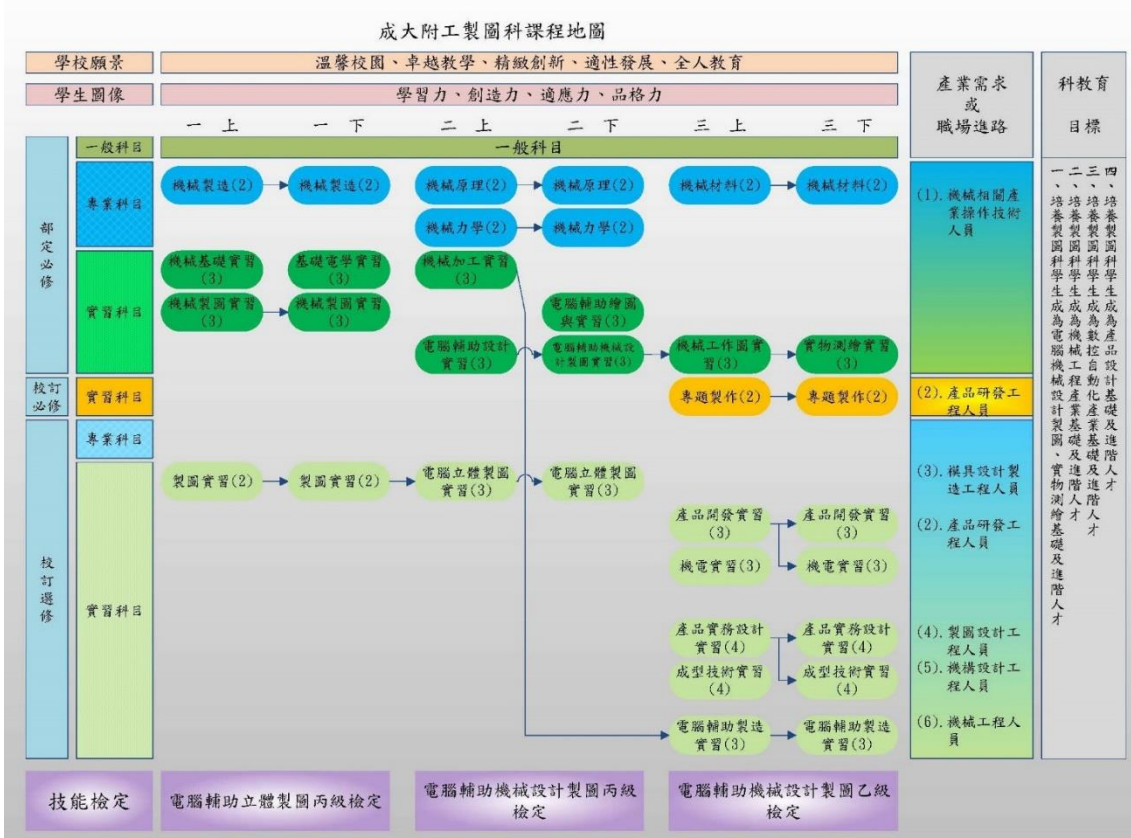 成大附工製圖科課程地圖
學校願景
溫馨校園、卓越教學、精緻創新、適性發展、全人教育
學生圖像
學習力、創造力、適應力、品格力
產業需求
或
職場進路
科教育
目標
一 上
一 下
二 上
二 下
三 上
三 下
部定必修
一般科目
一般科目
專業科目
機械製造(2)
機械製造(2)
機械原理(2)
機械原理(2)
機械材料(2)
機械材料(2)
機械力學(2)
機械力學(2)
(1). 機械相關產
業操作技術
人員
實習科目
機械基礎實習
(3)
基礎電學實習
(3)
機械加工實習
(3)
機械製圖實習
(3)
機械製圖實習
(3)
電腦輔助繪圖
與實習(3)
電腦輔助設計
實習(3)
電腦輔助機械設
計製圖實習(3)
機械工作圖實
習(3)
實物測繪實習
(3)
校訂
必修
實習科目
專題製作(2)
專題製作(2)
(2). 產品研發工
程人員
校訂選修
專業科目
實習科目
製圖實習(2)
製圖實習(2)
電腦立體製圖
實習(3)
電腦立體製圖
實習(3)
(3). 模具設計製
造工程人員
產品開發實習
(3)
產品開發實習
(3)
(2). 產品研發工
程人員
機電實習(3)
機電實習(3)
產品實務設計
實習(4)
產品實務設計
實習(4)
(4). 製圖設計工
程人員
成型技術實習
(4)
成型技術實習
(4)
(5). 機構設計工
程人員
電腦輔助製造
實習(3)
電腦輔助製造
實習(3)
(6). 機械工程人
員
四、培養製圖科學生成為產品設計基礎及進階人才
三、培養製圖科學生成為數控自動化產業基礎及進階人才
二、培養製圖科學生成為機械工程產業基礎及進階人才
一、培養製圖科學生成為電腦機械設計製圖、實物測繪基礎及進階人才
技能檢定
電腦輔助立體製圖丙級檢定
電腦輔助機械設計製圖丙級
檢定
電腦輔助機械設計製圖乙級
檢定